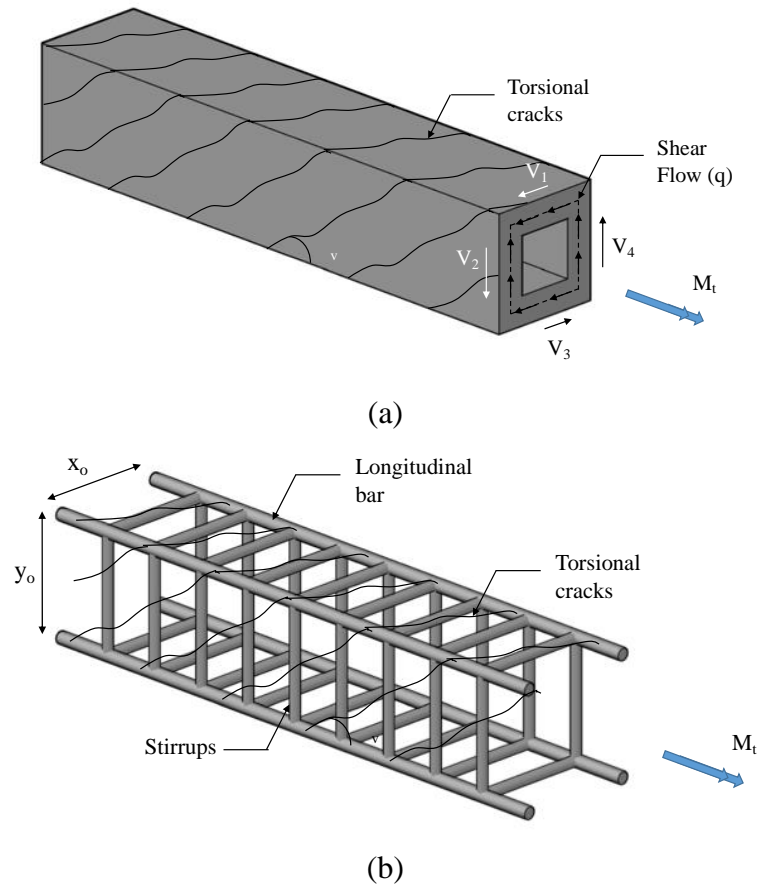 Torsional
cracks
Shear
Flow (q)
V₁
V₂
v
V₄
Mₜ
V₃
(a)
xₒ
Longitudinal
bar
yₒ
Torsional
cracks
Stirrups
v
Mₜ
(b)